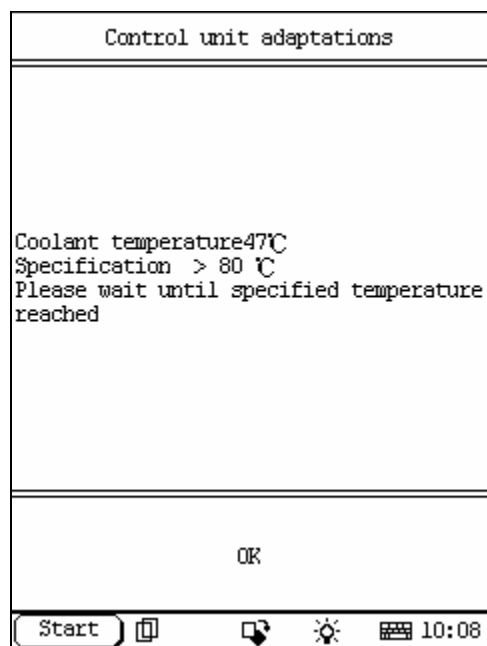 Control unit adaptations
Coolant temperature47℃
Specification > 80 ℃
Please wait until specified temperature
reached
OK
Start 10:08